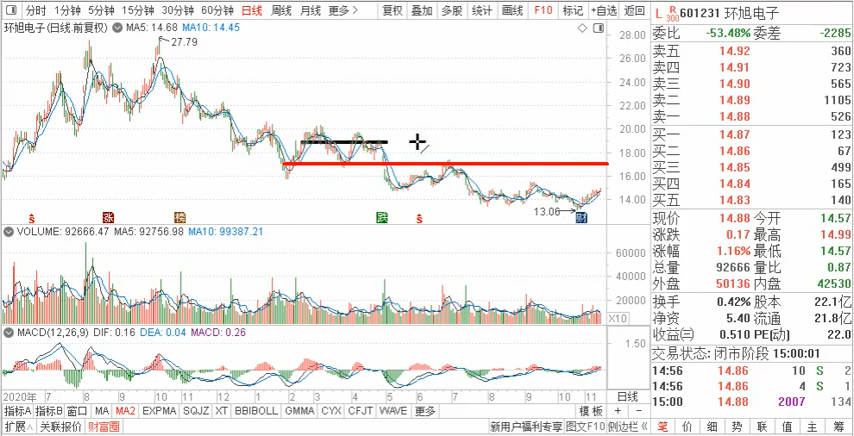 分时 1分钟 5分钟 15分钟 30分钟 60分钟 日线 周线 月线 更多 复权 叠加 多股 统计 画线 F10 标记 +自选 返回
L R 300 601231 环旭电子
环旭电子(日线 前复权) MA5: 14.68 MA10: 14.45
27.79
28.00
26.00
24.00
22.00
20.00
18.00
16.00
14.00
13.06
ŝ 涨 榜 跌 ŝ 财
VOLUME: 92666.47 MA5: 92756.98 MA10: 99387.21
60000
40000
20000
X10
MACD(12,26,9) DIF: 0.16 DEA: 0.04 MACD: 0.26
1.50
2020年 7 8 9 10 11 12 1 2 3 4 5 6 7 8 9 10 11 日线
指标A 指标B 窗口 MA MA2 EXPMA SQJZ XT BBIBOLL GMMA CYX CFJT WAVE 更多 模板 + -
扩展 关联报价 财富圈 新用户福利专享 图文F10 侧边栏
委比 -53.48% 委差 -2285
卖五 14.92 360
卖四 14.91 723
卖三 14.90 565
卖二 14.89 1105
卖一 14.88 526
买一 14.87 123
买二 14.86 67
买三 14.85 499
买四 14.84 165
买五 14.83 140
现价 14.88 今开 14.57
涨跌 0.17 最高 14.99
涨幅 1.16% 最低 14.57
总量 92666 量比 0.87
外盘 50136 内盘 42530
换手 0.42% 股本 22.1亿
净资 5.40 流通 21.8亿
收益㈢ 0.510 PE(动) 22.0
交易状态: 闭市阶段 15:00:01
14:56 14.86 10 S 2
14:56 14.86 4 S 1
15:00 14.88 2007 134
笔 价 细 势 联 值 主 筹